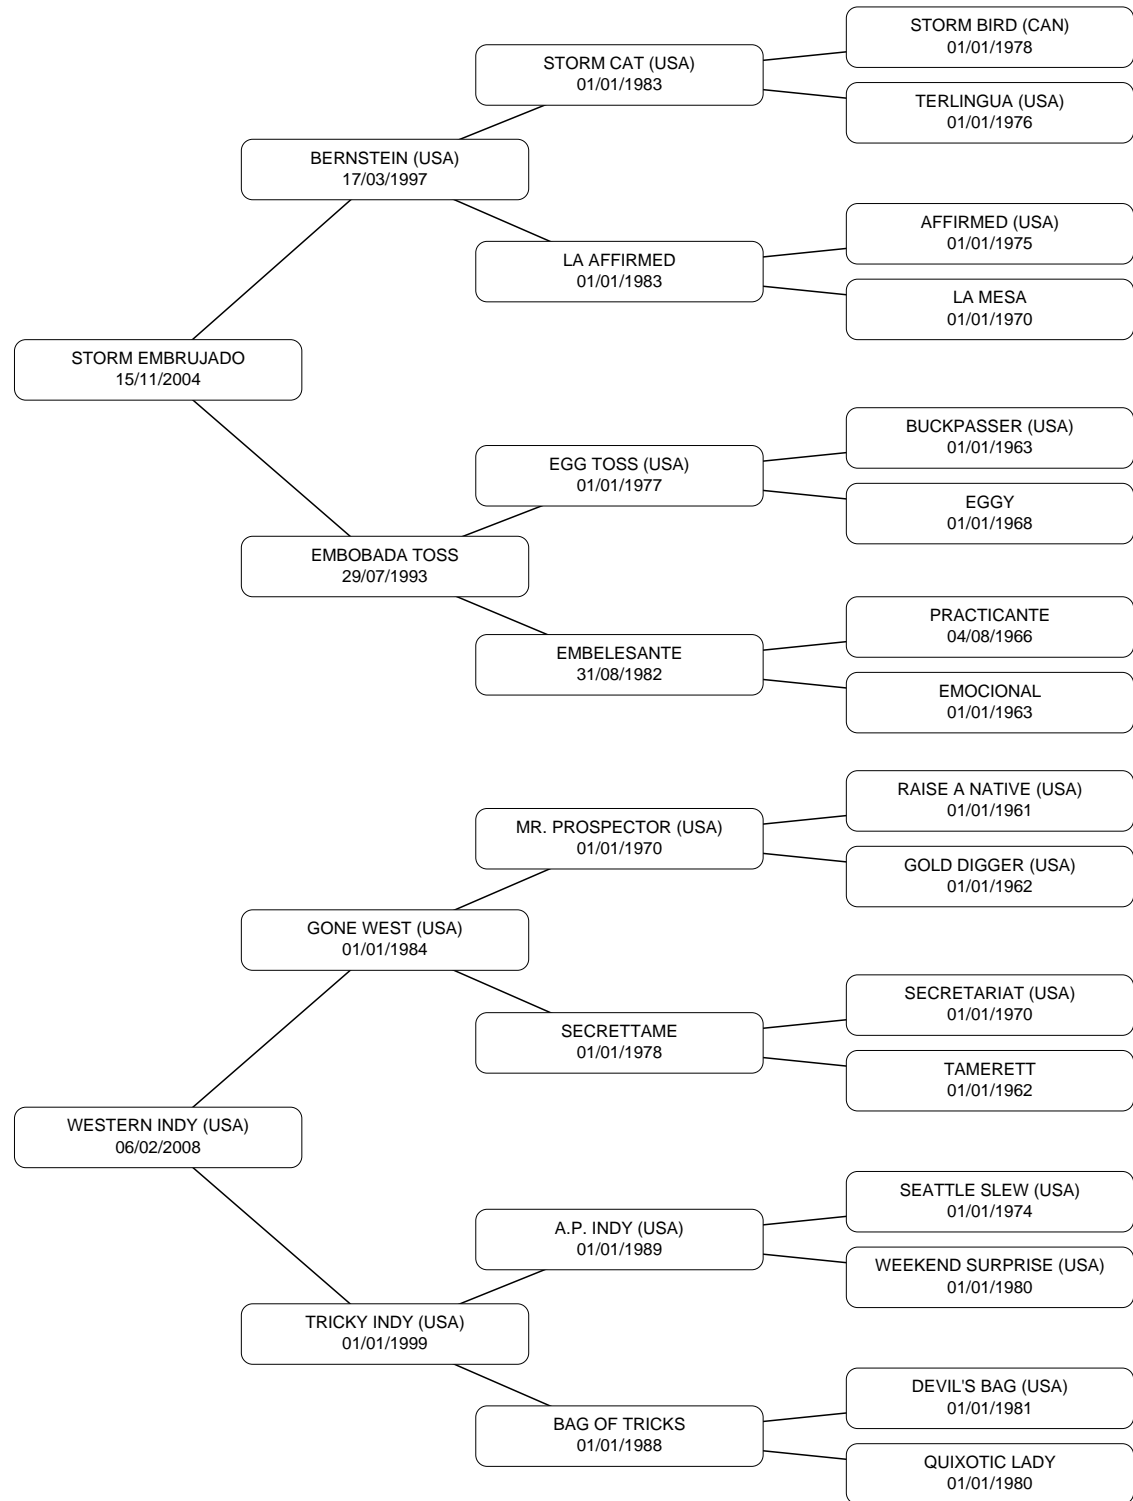 STORM BIRD (CAN)
01/01/1978
STORM CAT (USA)
01/01/1983
TERLINGUA (USA)
01/01/1976
BERNSTEIN (USA)
17/03/1997
AFFIRMED (USA)
01/01/1975
LA AFFIRMED
01/01/1983
LA MESA
01/01/1970
STORM EMBRUJADO
15/11/2004
BUCKPASSER (USA)
01/01/1963
EGG TOSS (USA)
01/01/1977
EGGY
01/01/1968
EMBOBADA TOSS
29/07/1993
PRACTICANTE
04/08/1966
EMBELESANTE
31/08/1982
EMOCIONAL
01/01/1963
RAISE A NATIVE (USA)
01/01/1961
MR. PROSPECTOR (USA)
01/01/1970
GOLD DIGGER (USA)
01/01/1962
GONE WEST (USA)
01/01/1984
SECRETARIAT (USA)
01/01/1970
SECRETTAME
01/01/1978
TAMERETT
01/01/1962
WESTERN INDY (USA)
06/02/2008
SEATTLE SLEW (USA)
01/01/1974
A.P. INDY (USA)
01/01/1989
WEEKEND SURPRISE (USA)
01/01/1980
TRICKY INDY (USA)
01/01/1999
DEVIL'S BAG (USA)
01/01/1981
BAG OF TRICKS
01/01/1988
QUIXOTIC LADY
01/01/1980